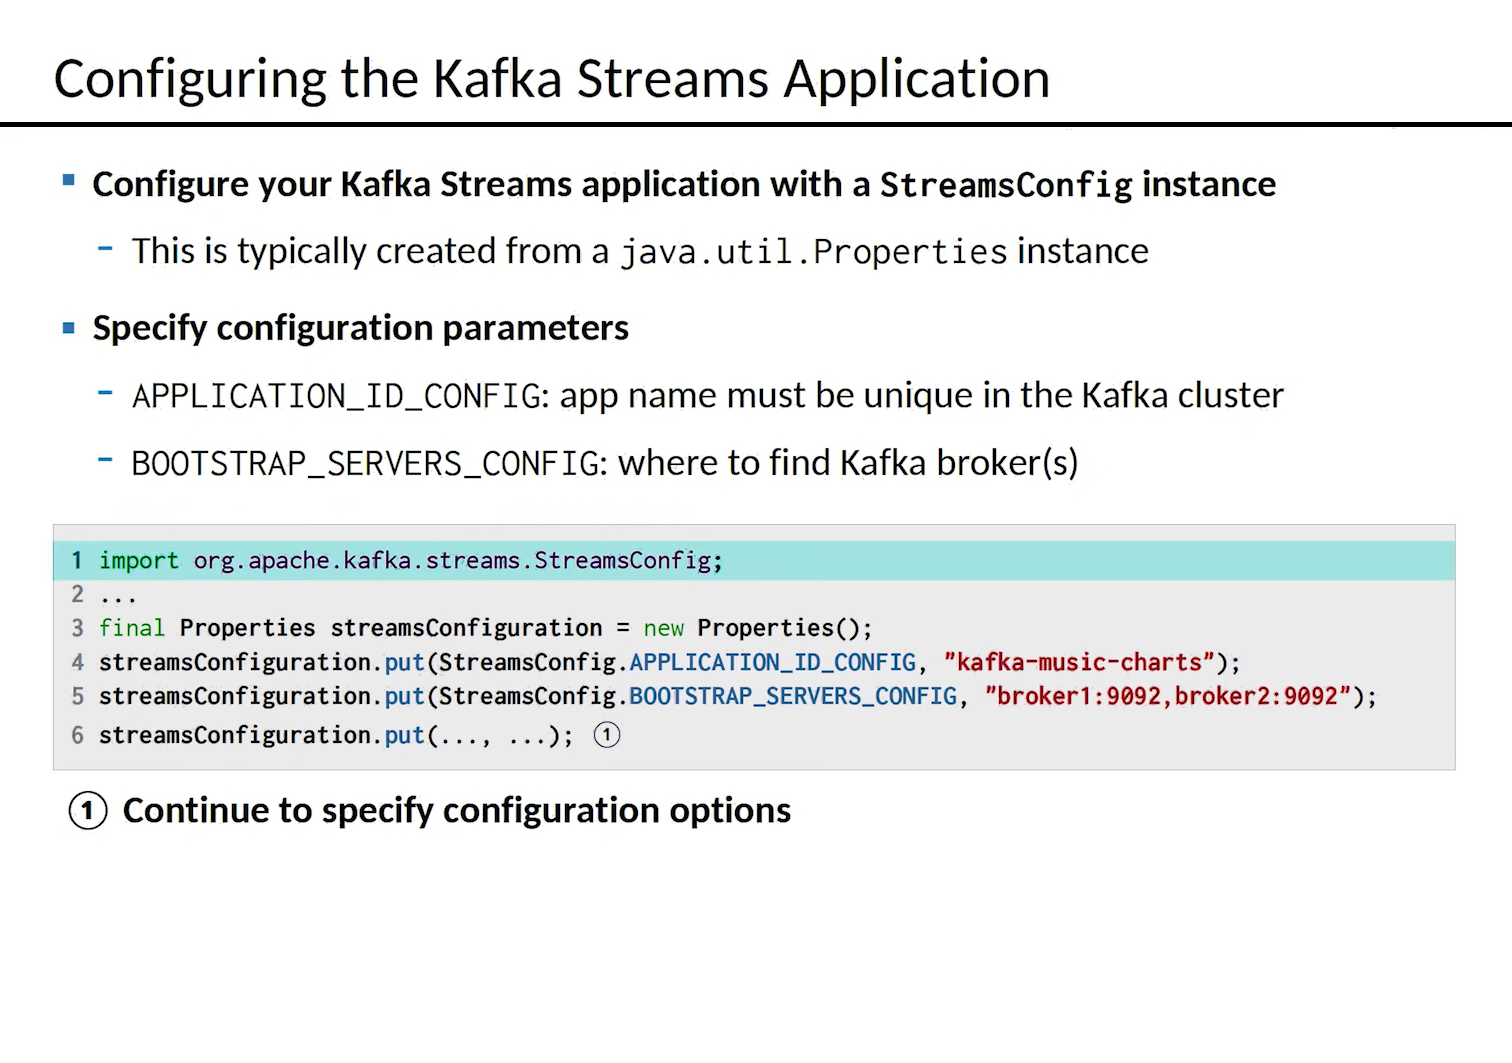 Configuring the Kafka Streams Application
▪ Configure your Kafka Streams application with a StreamsConfig instance
– This is typically created from a java.util.Properties instance
▪ Specify configuration parameters
– APPLICATION_ID_CONFIG: app name must be unique in the Kafka cluster
– BOOTSTRAP_SERVERS_CONFIG: where to find Kafka broker(s)
1 import org.apache.kafka.streams.StreamsConfig;
2 ...
3 final Properties streamsConfiguration = new Properties();
4 streamsConfiguration.put(StreamsConfig.APPLICATION_ID_CONFIG, "kafka-music-charts");
5 streamsConfiguration.put(StreamsConfig.BOOTSTRAP_SERVERS_CONFIG, "broker1:9092,broker2:9092");
6 streamsConfiguration.put(..., ...); ①
① Continue to specify configuration options